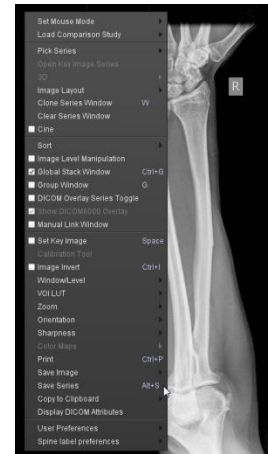 Set Mouse Mode
Load Comparison Study
Pick Series
Open Key Image Series
3D
Image Layout
Clone Series Window W
Clear Series Window
Cine
Sort
Image Level Manipulation
Global Stack Window Ctrl+G
Group Window G
DICOM Overlay Series Toggle
Show DICOM/6000 Overlay
Manual Link Window
Set Key Image Space
Calibration Tool
Image Invert Ctrl+I
Window/Level
VOI LUT
Zoom
Orientation
Sharpness
Color Maps
Print Ctrl+P
Save Image
Save Series Alt+S
Copy to Clipboard
Display DICOM Attributes
User Preferences
Spine label preferences
R